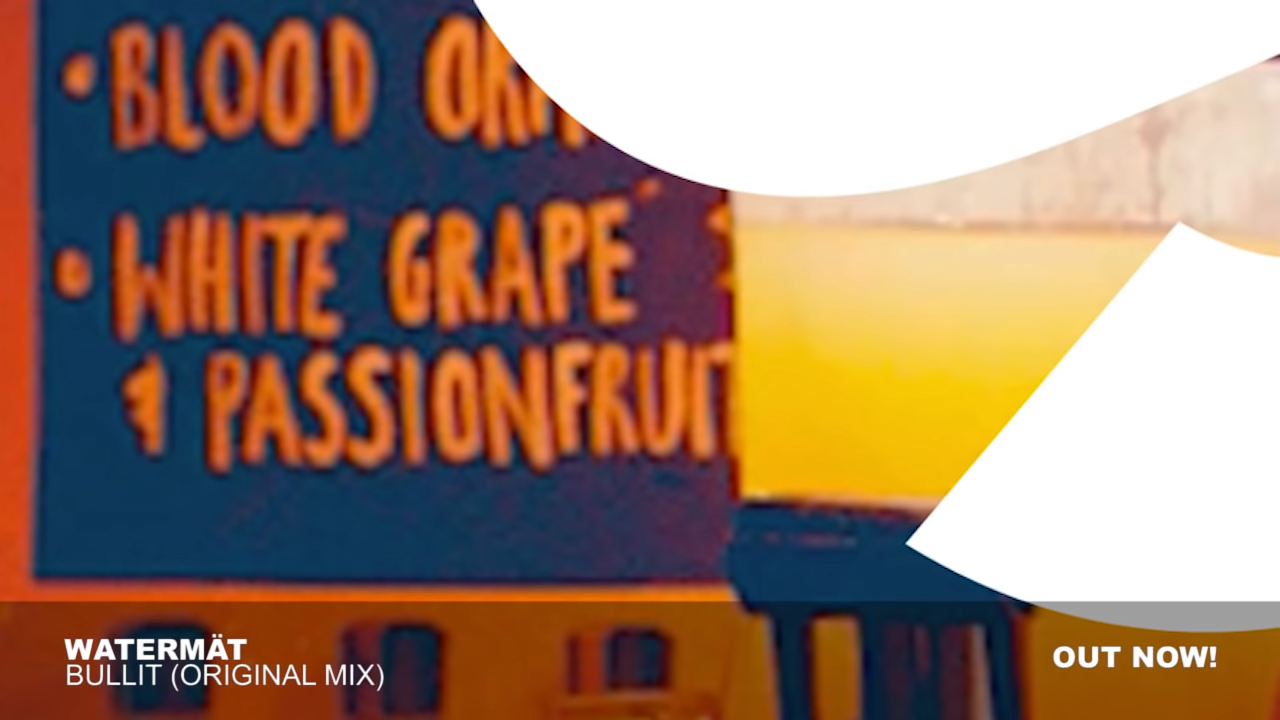 • BLOOD
• WHITE GRAPE
& PASSIONFRUIT
WATERMÄT
BULLIT (ORIGINAL MIX)
OUT NOW!